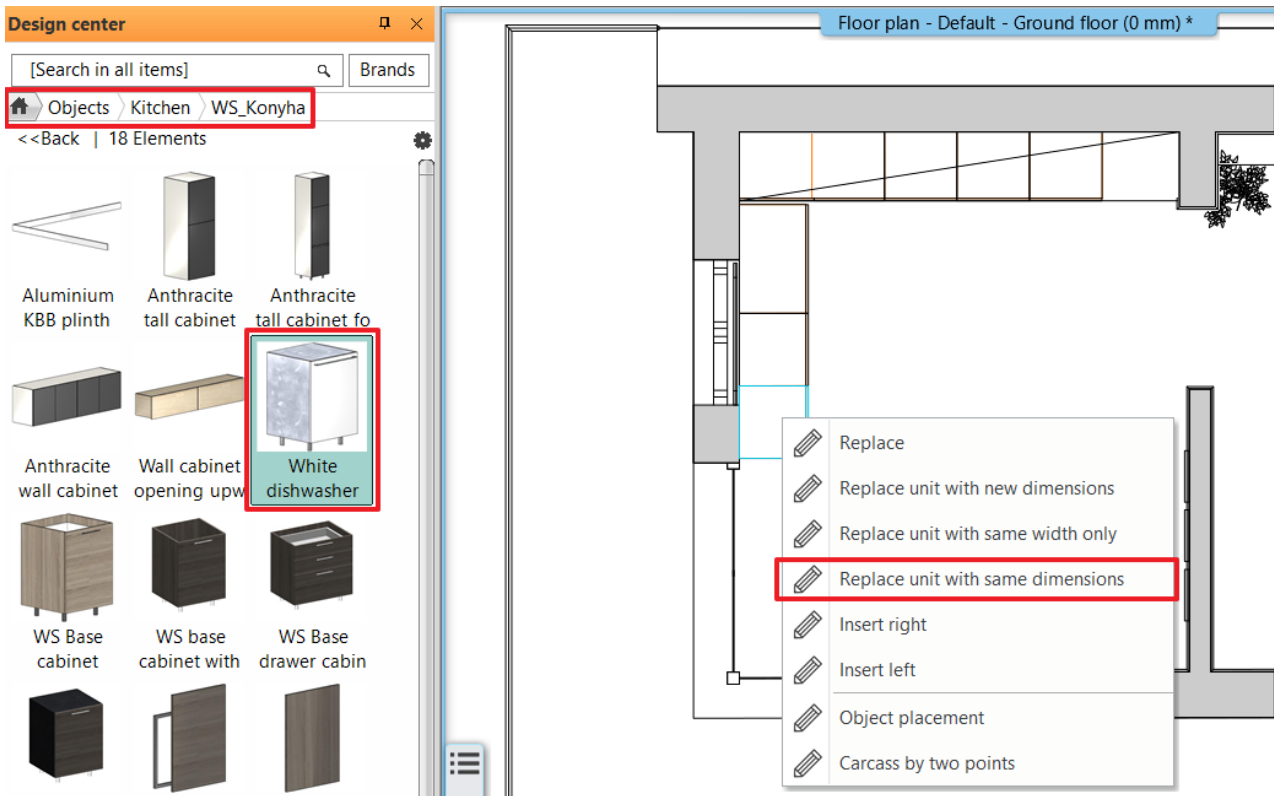 Design center
Floor plan - Default - Ground floor (0 mm) *
[Search in all items]
Brands
Objects Kitchen WS_Konyha
<<Back | 18 Elements
Aluminium
KBB plinth
Anthracite
tall cabinet
Anthracite
tall cabinet fo
Anthracite
wall cabinet
Wall cabinet
opening upw
White
dishwasher
WS Base
cabinet
WS base
cabinet with
WS Base
drawer cabin
Replace
Replace unit with new dimensions
Replace unit with same width only
Replace unit with same dimensions
Insert right
Insert left
Object placement
Carcass by two points